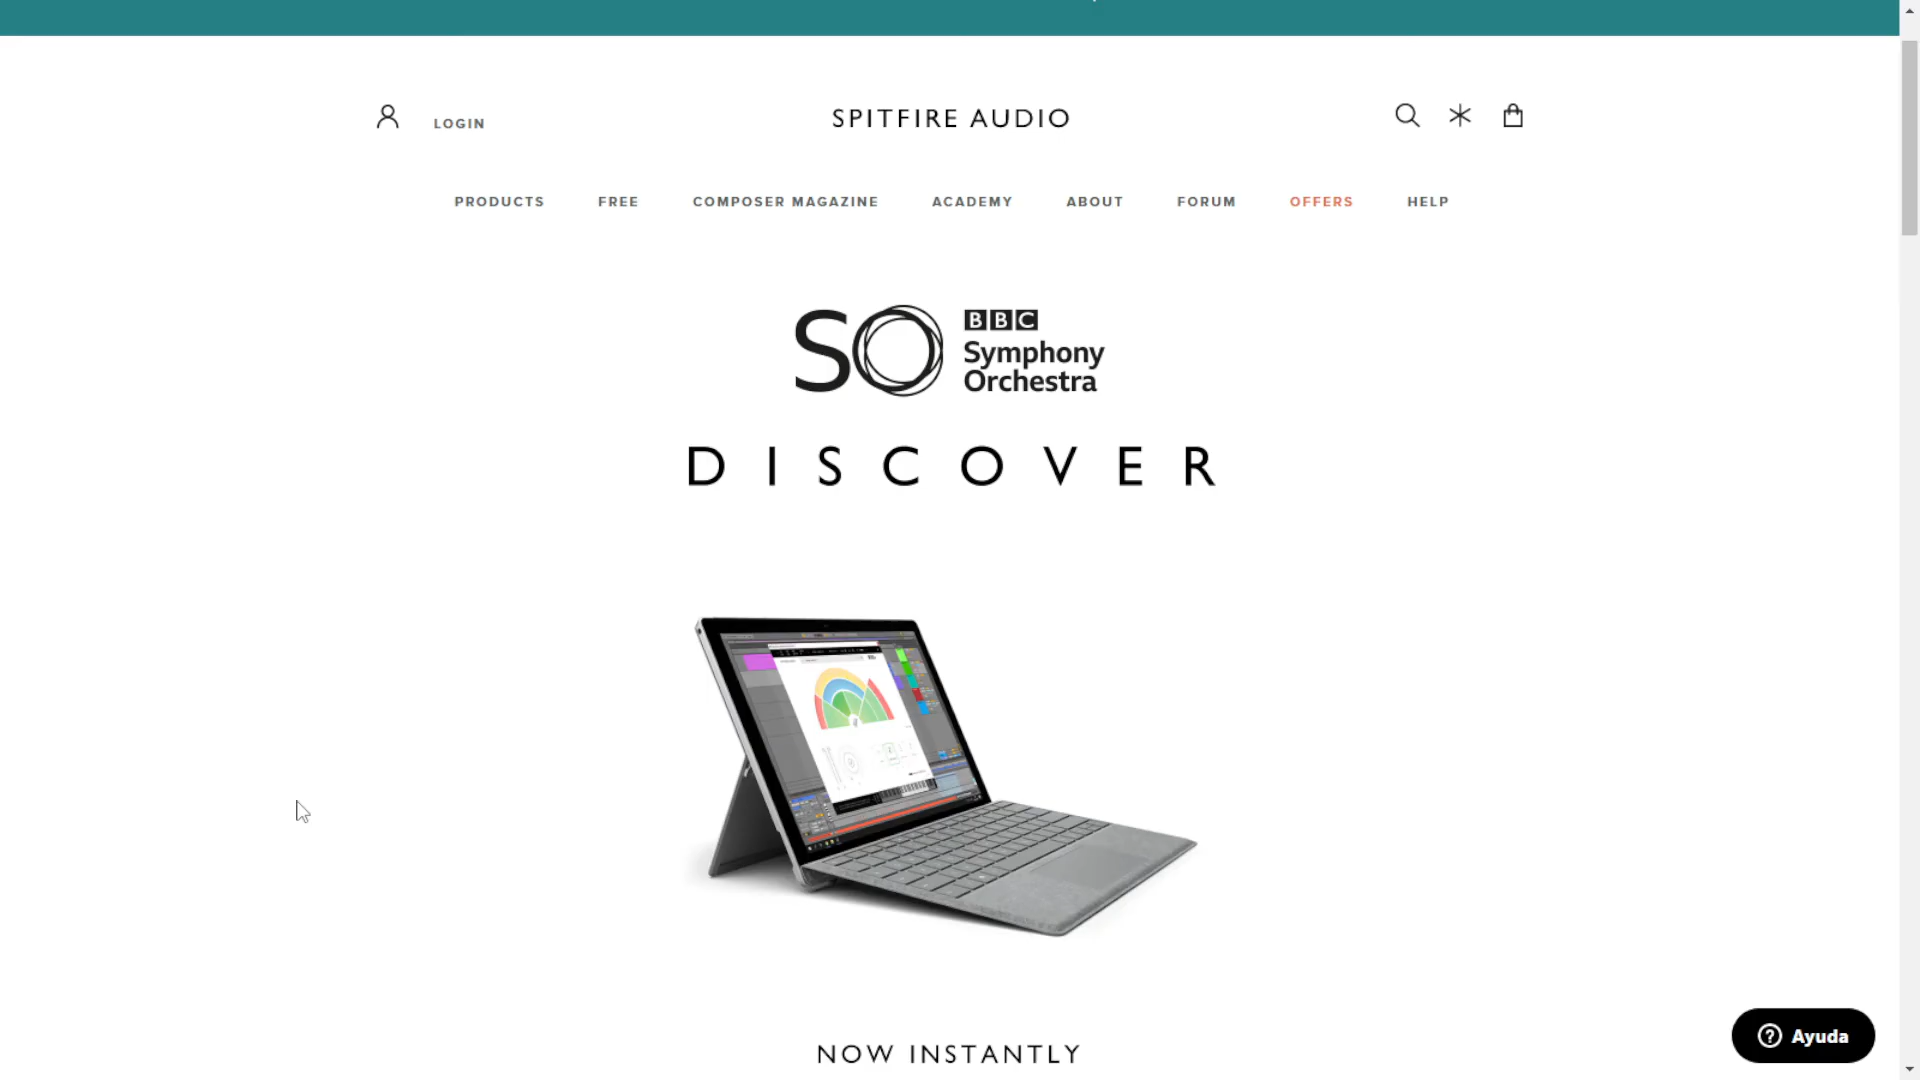 LOGIN
SPITFIRE AUDIO
PRODUCTS
FREE
COMPOSER MAGAZINE
ACADEMY
ABOUT
FORUM
OFFERS
HELP
SO
BBC
Symphony
Orchestra
DISCOVER
NOW INSTANTLY
Ayuda